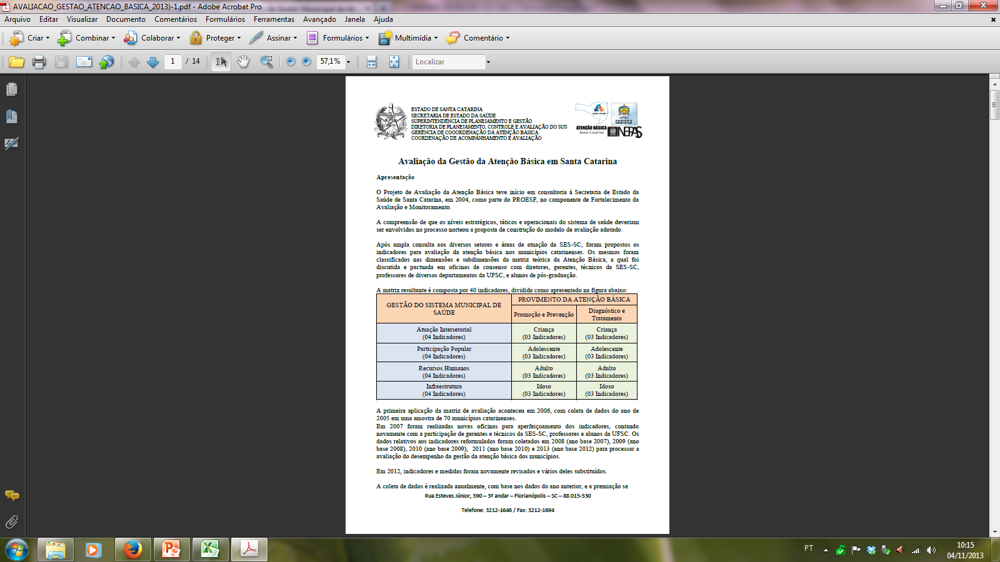 AVALIACAO_GESTAO_ATENCAO_BASICA_2013)-1.pdf - Adobe Acrobat Pro
Arquivo Editar Visualizar Documento Comentários Formulários Ferramentas Avançado Janela Ajuda
Criar Combinar Colaborar Proteger Assinar Formulários Multimídia Comentário
1 / 14 57,1% Localizar
ESTADO DE SANTA CATARINA
SECRETARIA DE ESTADO DA SAÚDE
SUPERINTENDÊNCIA DE PLANEJAMENTO E GESTÃO
DIRETORIA DE PLANEJAMENTO, CONTROLE E AVALIAÇÃO DO SUS
GERÊNCIA DE COOORDENAÇÃO DA ATENÇÃO BÁSICA
COORDENAÇÃO DE ACOMPANHAMENTO E AVALIAÇÃO
UFSC
PPGSP
ATENÇÃO BÁSICA
Santa Catarina
NEPAS
Avaliação da Gestão da Atenção Básica em Santa Catarina
Apresentação
O Projeto de Avaliação da Atenção Básica teve início em consultoria à Secretaria de Estado da
Saúde de Santa Catarina, em 2004, como parte do PROESF, no componente de Fortalecimento da
Avaliação e Monitoramento.
A compreensão de que os níveis estratégicos, táticos e operacionais do sistema de saúde deveriam
ser envolvidos no processo norteou a proposta de construção do modelo de avaliação adotado.
Após ampla consulta aos diversos setores e áreas de atuação da SES-SC, foram propostos os
indicadores para avaliação da atenção básica nos municípios catarinenses. Os mesmos foram
classificados nas dimensões e subdimensões da matriz teórica da Atenção Básica, a qual foi
discutida e pactuada em oficinas de consenso com diretores, gerentes, técnicos da SES-SC,
professores de diversos departamentos da UFSC, e alunos de pós-graduação.
A matriz resultante é composta por 40 indicadores, dividida como apresentado na figura abaixo:
GESTÃO DO SISTEMA MUNICIPAL DE
SAÚDE
PROVIMENTO DA ATENÇÃO BÁSICA
Promoção e Prevenção
Diagnóstico e
Tratamento
Atuação Intersetorial
(04 Indicadores)
Criança
(03 Indicadores)
Criança
(03 Indicadores)
Participação Popular
(04 Indicadores)
Adolescente
(03 Indicadores)
Adolescente
(03 Indicadores)
Recursos Humanos
(04 Indicadores)
Adulto
(03 Indicadores)
Adulto
(03 Indicadores)
Infraestrutura
(04 Indicadores)
Idoso
(03 Indicadores)
Idoso
(03 Indicadores)
A primeira aplicação da matriz de avaliação aconteceu em 2006, com coleta de dados do ano de
2005 em uma amostra de 70 municípios catarinenses.
Em 2007 foram realizadas novas oficinas para aperfeiçoamento dos indicadores, contando
novamente com a participação de gerentes e técnicos da SES-SC, professores e alunos da UFSC. Os
dados relativos aos indicadores reformulados foram coletados em 2008 (ano base 2007), 2009 (ano
base 2008), 2010 (ano base 2009), 2011 (ano base 2010) e 2013 (ano base 2012) para processar a
avaliação do desempenho da gestão da atenção básica dos municípios.
Em 2012, indicadores e medidas foram novamente revisados e vários deles substituídos.
A coleta de dados é realizada anualmente, com base nos dados do ano anterior, e a premiação se
Rua Esteves Júnior, 390 – 3º andar – Florianópolis – SC – 88.015-530
Telefone: 3212-1646 / Fax: 3212-1694
PT
10:15
04/11/2013